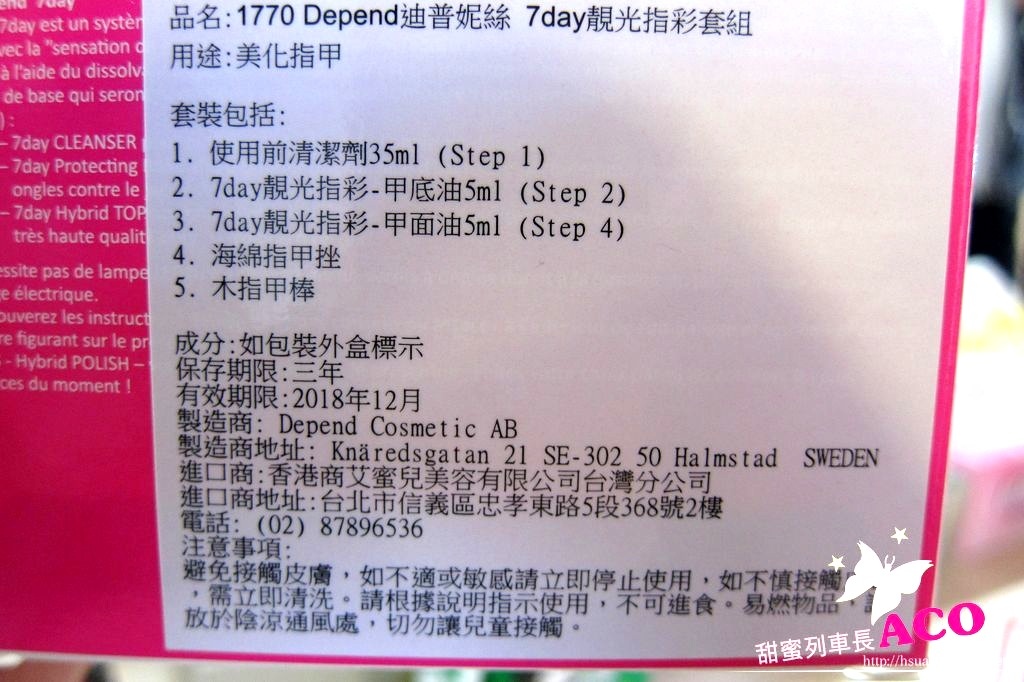 7day
7day est un systèm
vec la "sensation d
à l'aide du dissolv
de base qui seron
) :
– 7day CLEANSER
– 7day Protecting
ongles contre le
– 7day Hybrid TOP
très haute qualit
essite pas de lampe
e électrique.
ouverez les instruct
re figurant sur le pr
- Hybrid POLISH –
ces du moment !
品名:1770 Depend迪普妮絲 7day靚光指彩套組
用途:美化指甲
套裝包括:
1. 使用前清潔劑35ml (Step 1)
2. 7day靚光指彩-甲底油5ml (Step 2)
3. 7day靚光指彩-甲面油5ml (Step 4)
4. 海綿指甲挫
5. 木指甲棒
成分:如包裝外盒標示
保存期限:三年
有效期限:2018年12月
製造商: Depend Cosmetic AB
製造商地址: Knäredsgatan 21 SE-302 50 Halmstad SWEDEN
進口商:香港商艾蜜兒美容有限公司台灣分公司
進口商地址:台北市信義區忠孝東路5段368號2樓
電話: (02) 87896536
注意事項:
避免接觸皮膚，如不適或敏感請立即停止使用，如不慎接觸
，需立即清洗。請根據說明指示使用，不可進食。易燃物品，
放於陰涼通風處，切勿讓兒童接觸。
甜蜜列車長ACO
http://hsua